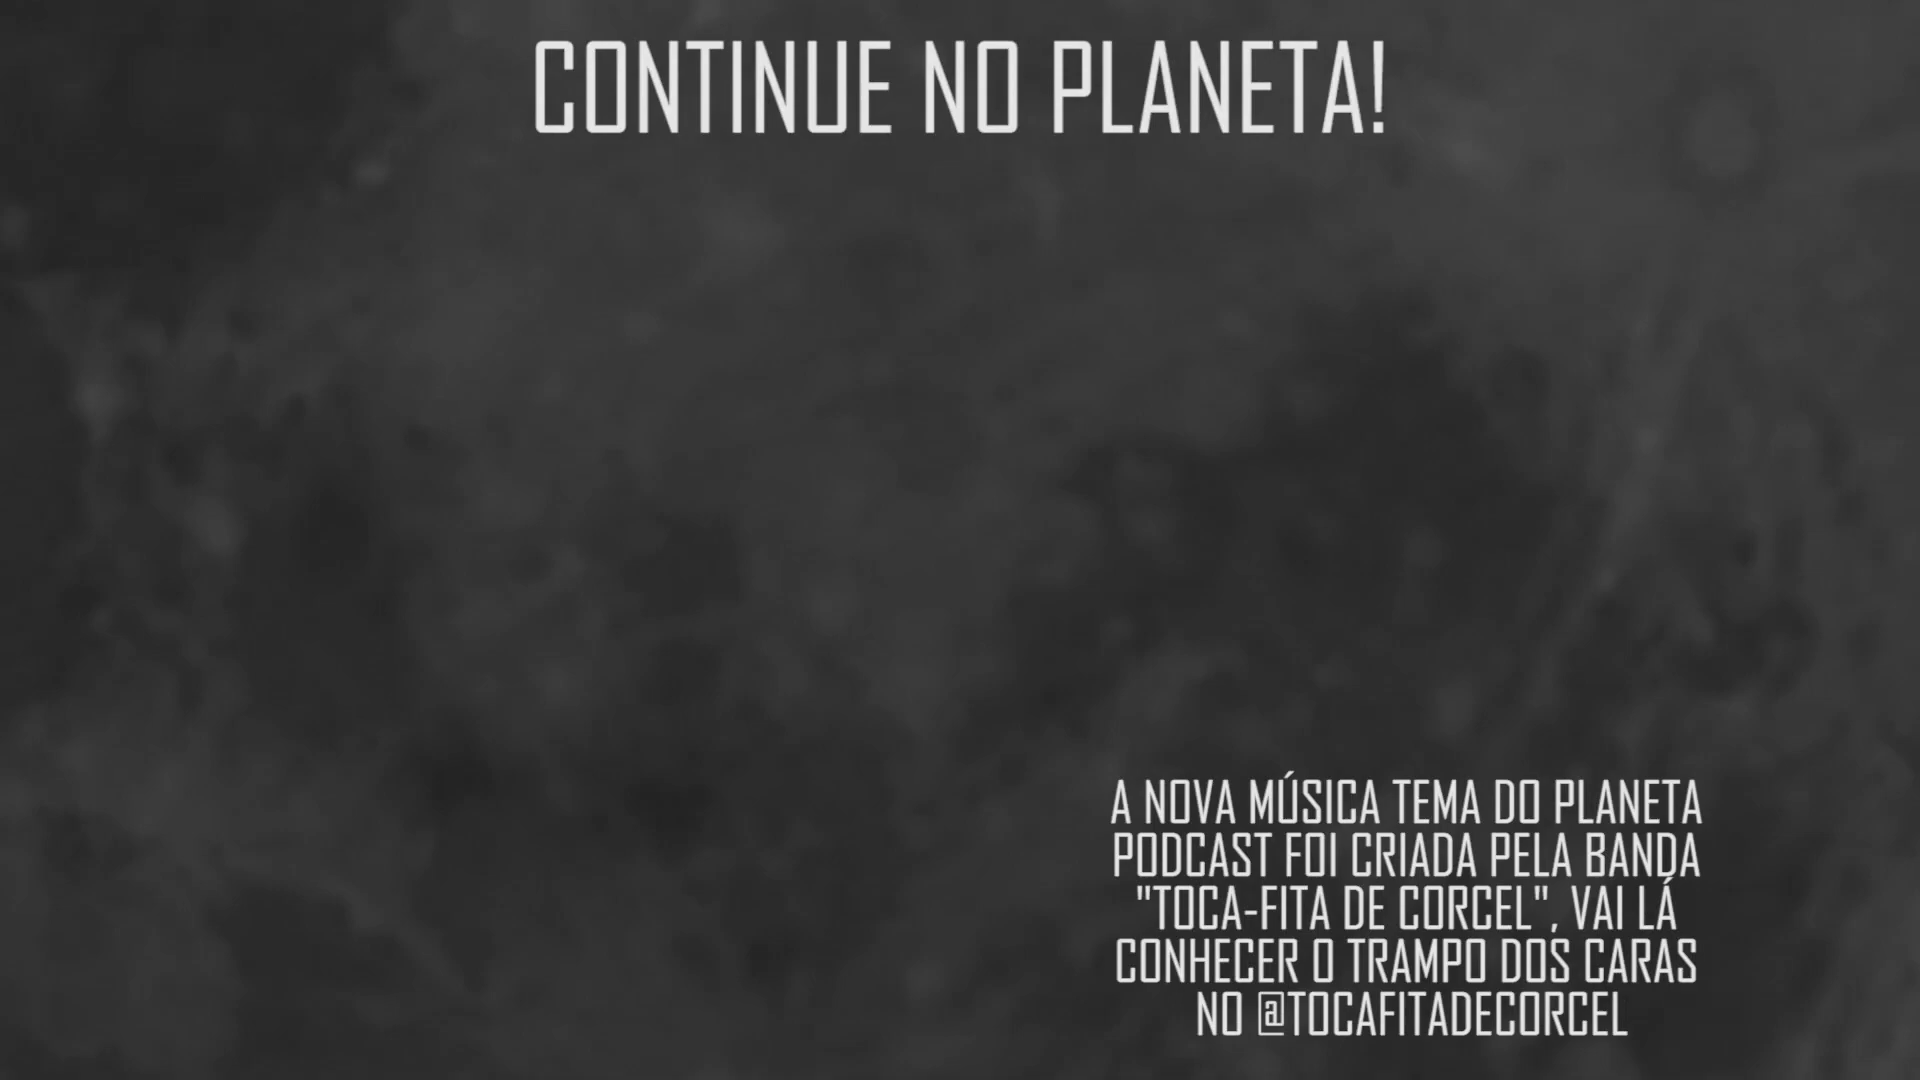 CONTINUE NO PLANETA!
A NOVA MÚSICA TEMA DO PLANETA
PODCAST FOI CRIADA PELA BANDA
"TOCA-FITA DE CORCEL", VAI LÁ
CONHECER O TRAMPO DOS CARAS
NO @TOCAFITADECORCEL